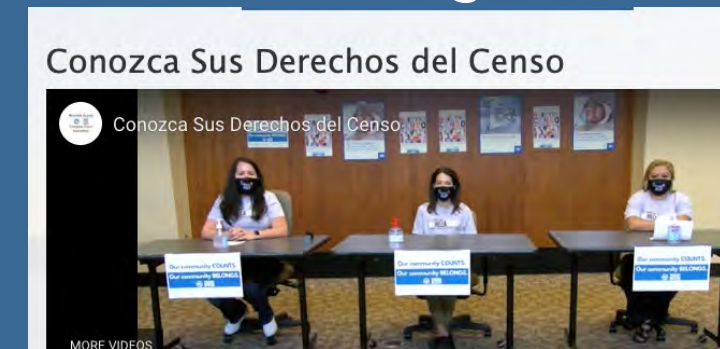 Conozca Sus Derechos del Censo
Conozca Sus Derechos del Censo
Our community COUNTS.
Our community BELONGS.
Our community COUNTS.
Our community BELONGS.
Our community COUNTS.
Our community BELONGS.
MORE VIDEOS